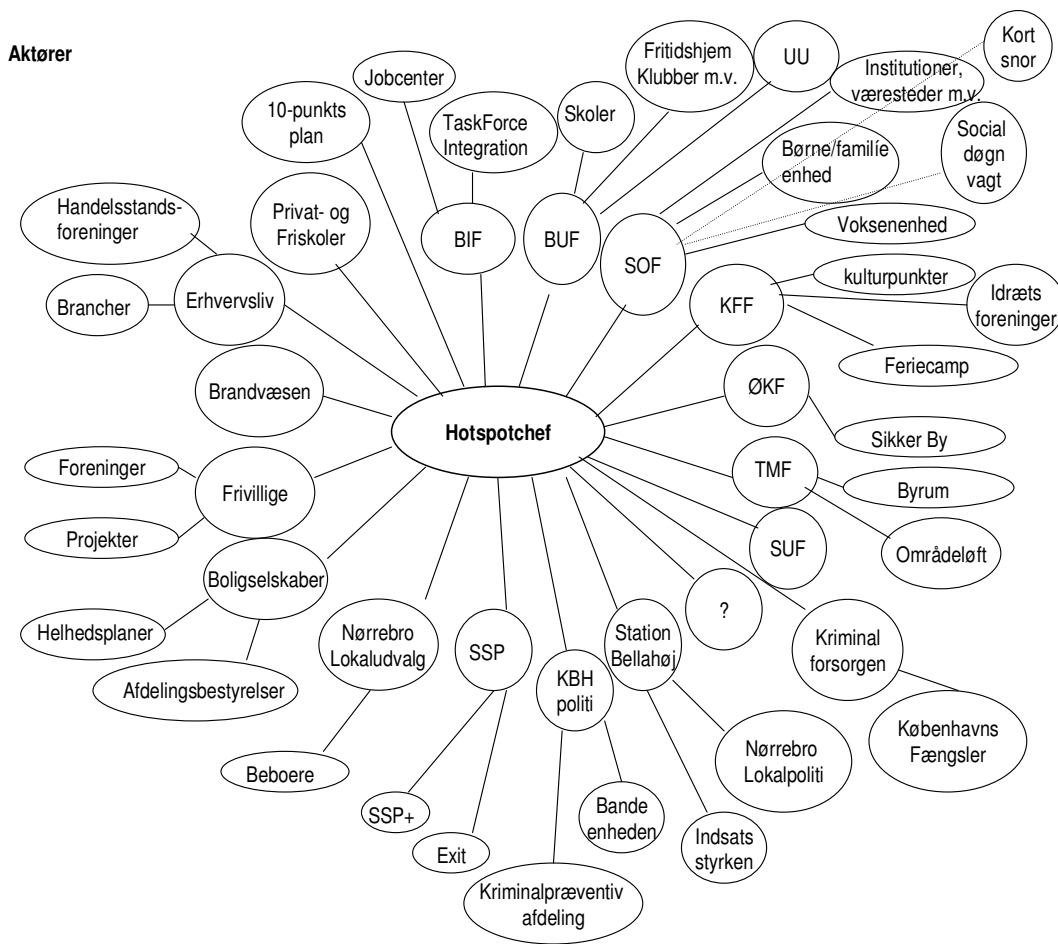 Aktører
Kort
snor
Fritidshjem
Klubber m.v.
UU
Institutioner,
væresteder m.v.
Jobcenter
10-punkts
plan
TaskForce
Integration
Skoler
Social
døgn
vagt
Børne/familie
enhed
Handelsstands-
foreninger
Privat- og
Friskoler
BIF
BUF
SOF
Voksenenhed
kulturpunkter
Idræts
foreninger
Brancher
Erhvervsliv
KFF
Feriecamp
Brandvæsen
ØKF
Hotspotchef
Sikker By
Foreninger
Frivillige
TMF
Byrum
Projekter
SUF
Områdeløft
Boligselskaber
?
Helhedsplaner
Nørrebro
Lokaludvalg
SSP
Station
Bellahøj
Kriminal
forsorgen
KBH
politi
Afdelingsbestyrelser
Københavns
Fængsler
Nørrebro
Lokalpoliti
Beboere
SSP+
Bande
enheden
Indsats
styrken
Exit
Kriminalpræventiv
afdeling